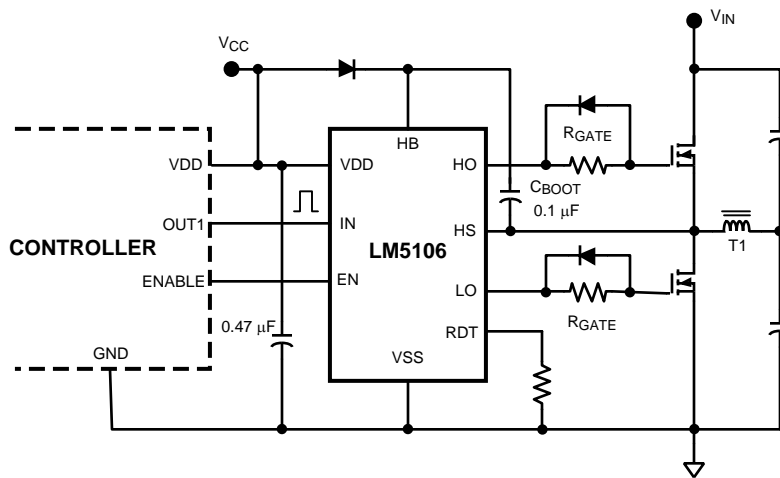 VIN
VCC
HB
RGATE
VDD
VDD
HO
CBOOT
0.1 μF
OUT1
IN
HS
CONTROLLER
LM5106
T1
ENABLE
EN
LO
0.47 μF
RDT
RGATE
GND
VSS